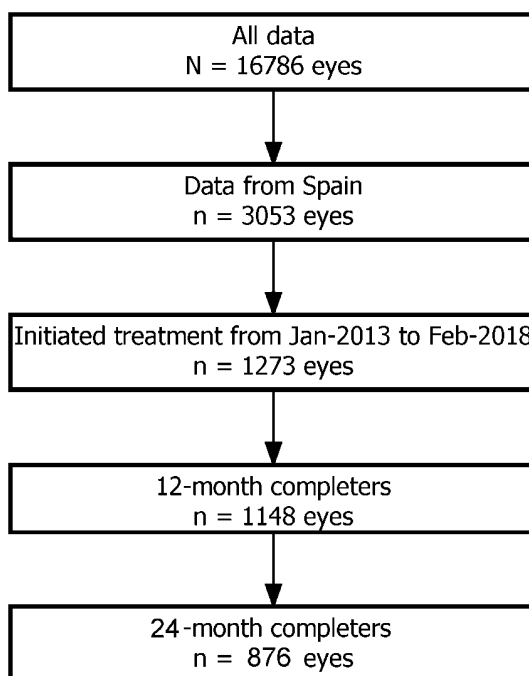 All data
N = 16786 eyes
Data from Spain
n = 3053 eyes
Initiated treatment from Jan-2013 to Feb-2018
n = 1273 eyes
12-month completers
n = 1148 eyes
24-month completers
n = 876 eyes